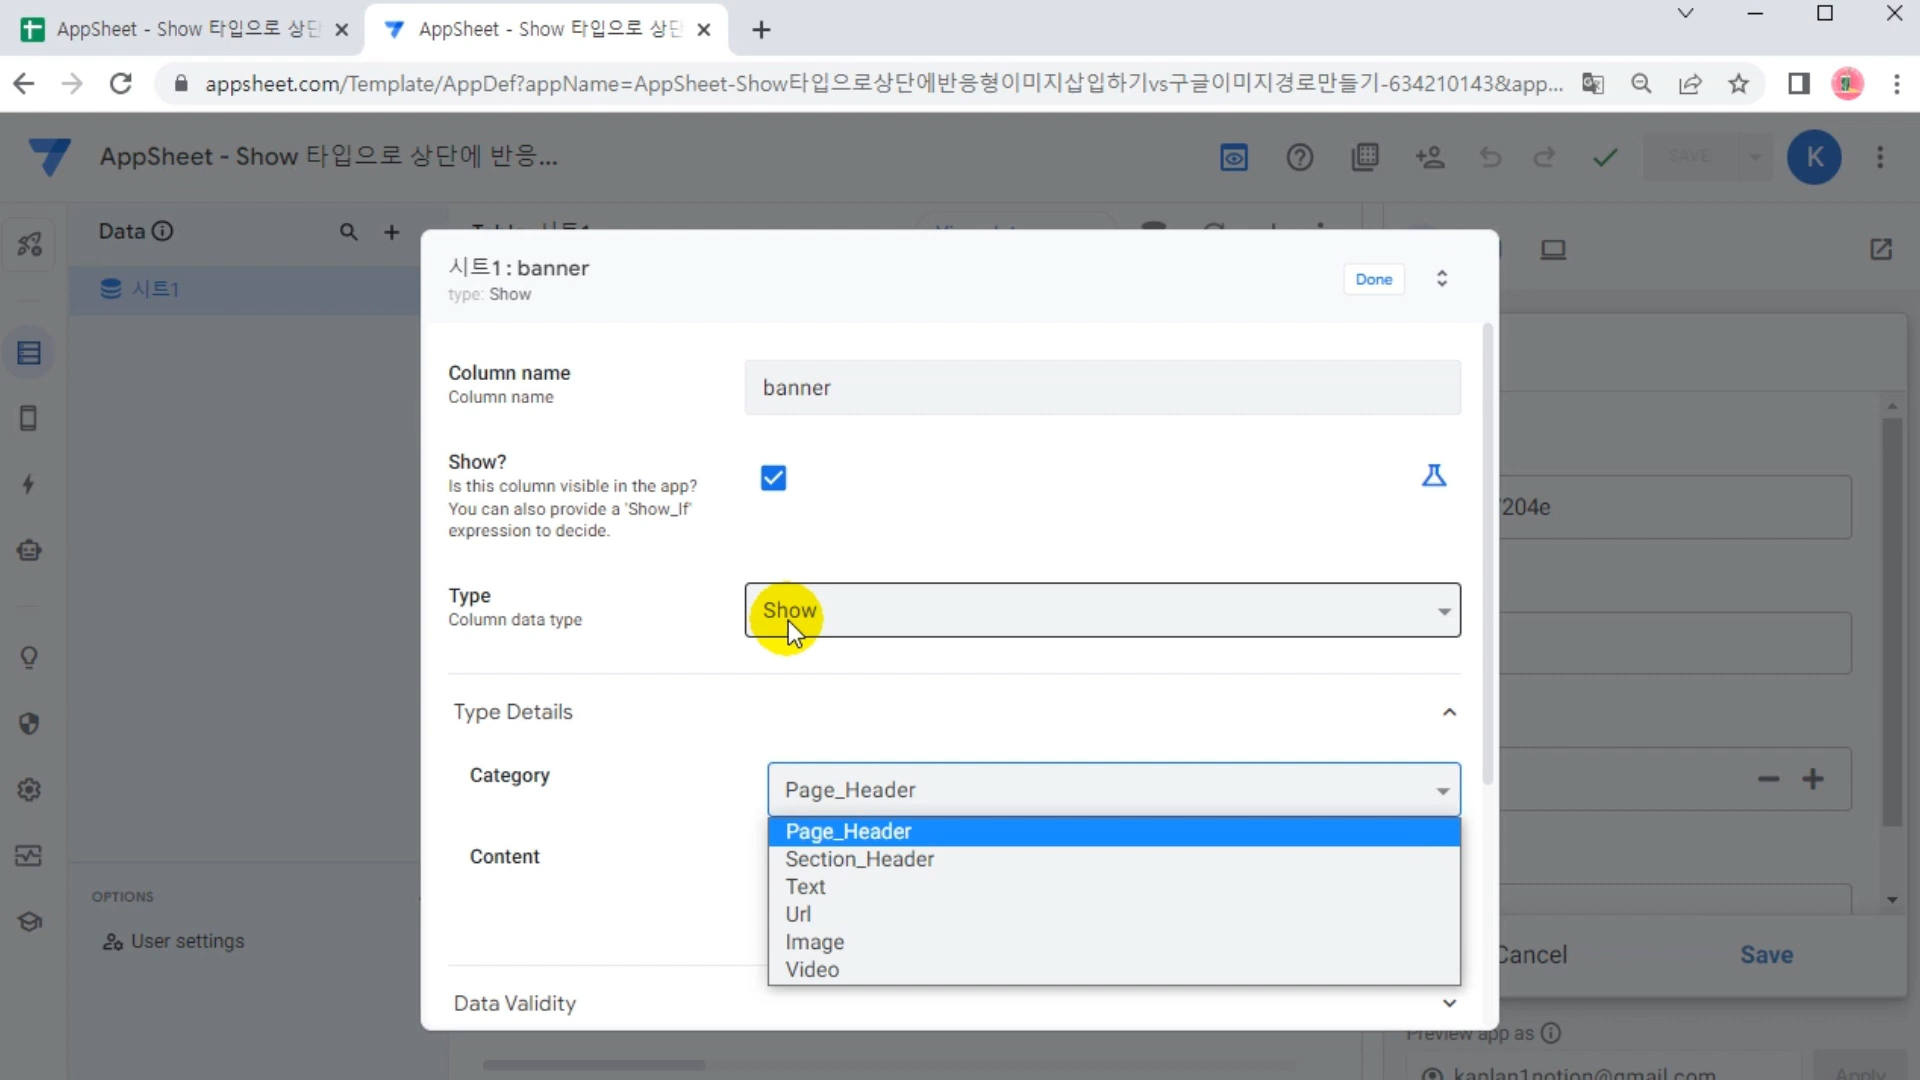 AppSheet - Show 타입으로 상단
AppSheet - Show 타입으로 상단
appsheet.com/Template/AppDef?appName=AppSheet-Show타입으로상단에반응형이미지삽입하기vs구글이미지경로만들기-634210143&app...
AppSheet - Show 타입으로 상단에 반응...
SAVE
K
Data
시트1
시트1 : banner
type: Show
Done
Column name
Column name
banner
Show?
Is this column visible in the app?
You can also provide a 'Show_If'
expression to decide.
204e
Type
Column data type
Show
Type Details
Category
Page_Header
Page_Header
Section_Header
Text
Url
Image
Video
Content
OPTIONS
User settings
Cancel
Save
Data Validity
Preview app as
kaplan1notion@gmail.com
Apply